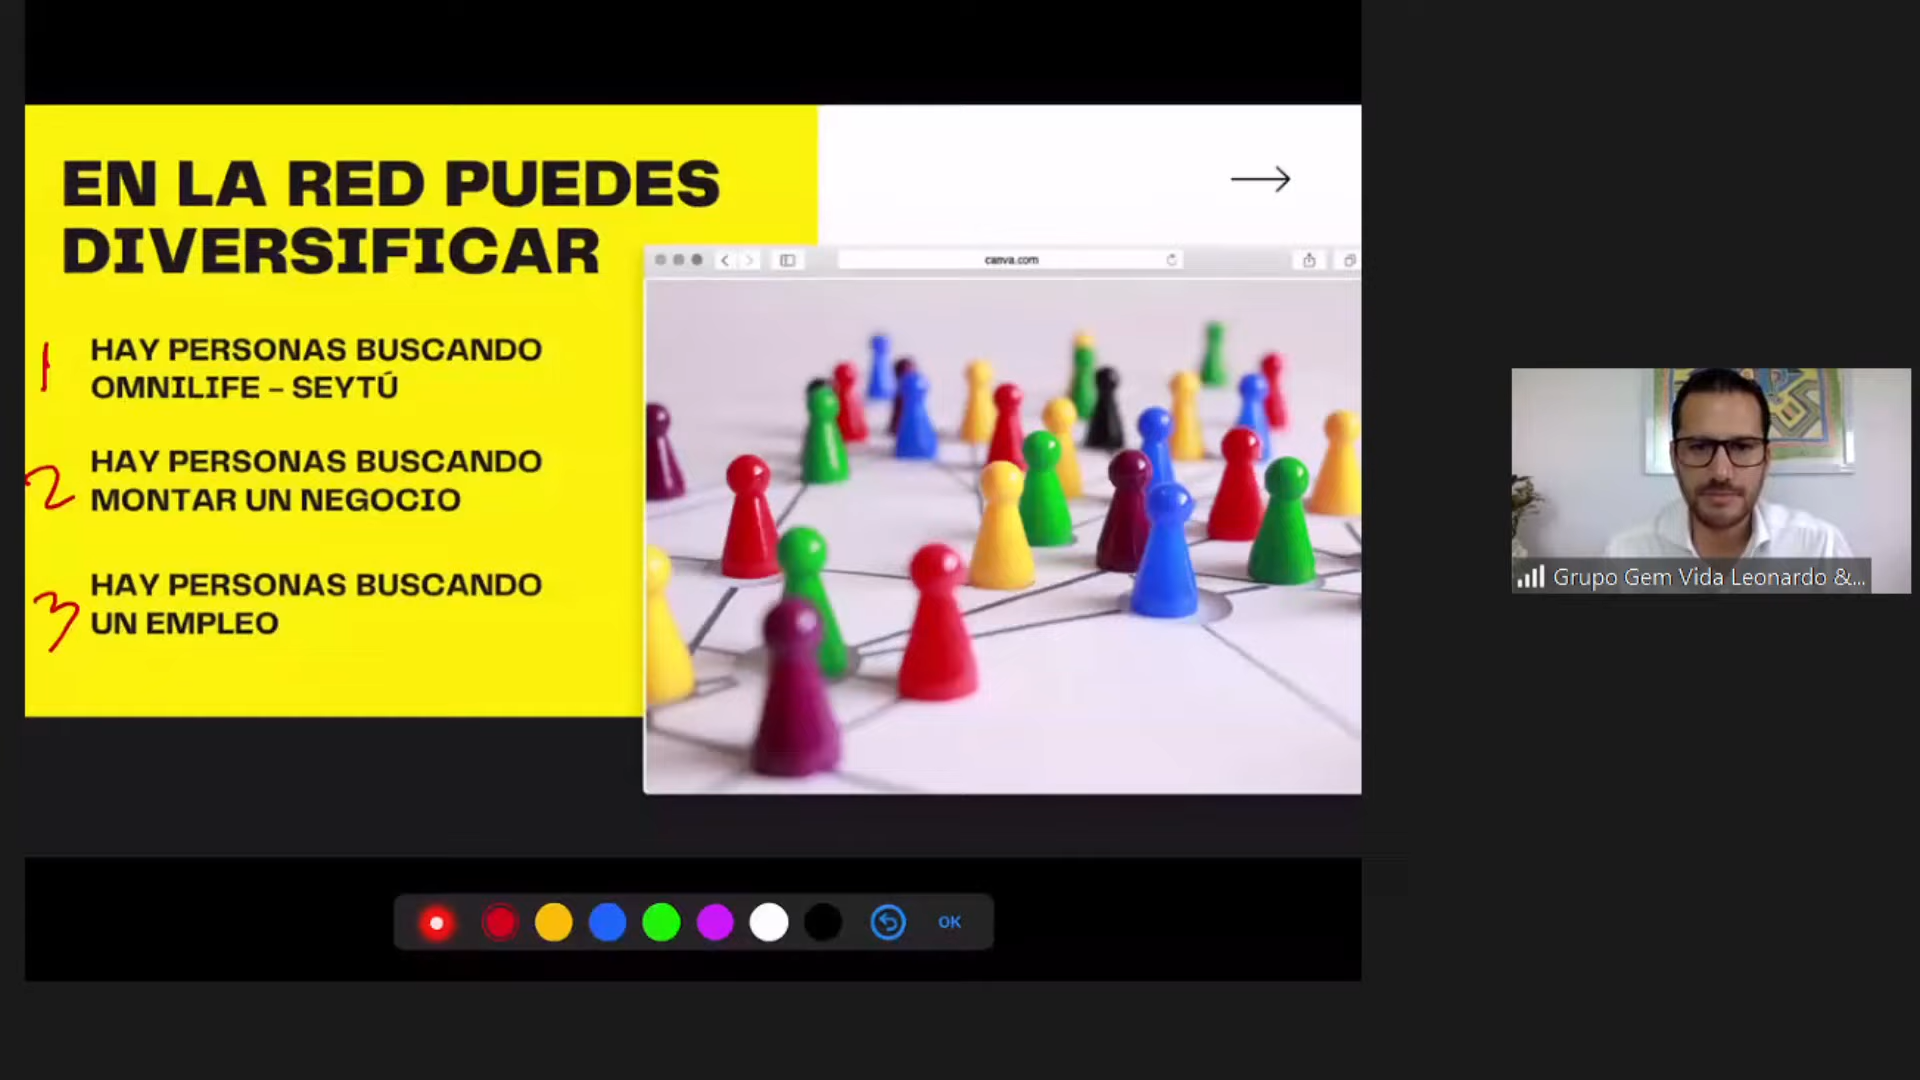 EN LA RED PUEDES
DIVERSIFICAR
canva.com
1 HAY PERSONAS BUSCANDO
OMNILIFE – SEYTÚ
2 HAY PERSONAS BUSCANDO
MONTAR UN NEGOCIO
3 HAY PERSONAS BUSCANDO
UN EMPLEO
Grupo Gem Vida Leonardo &...
OK